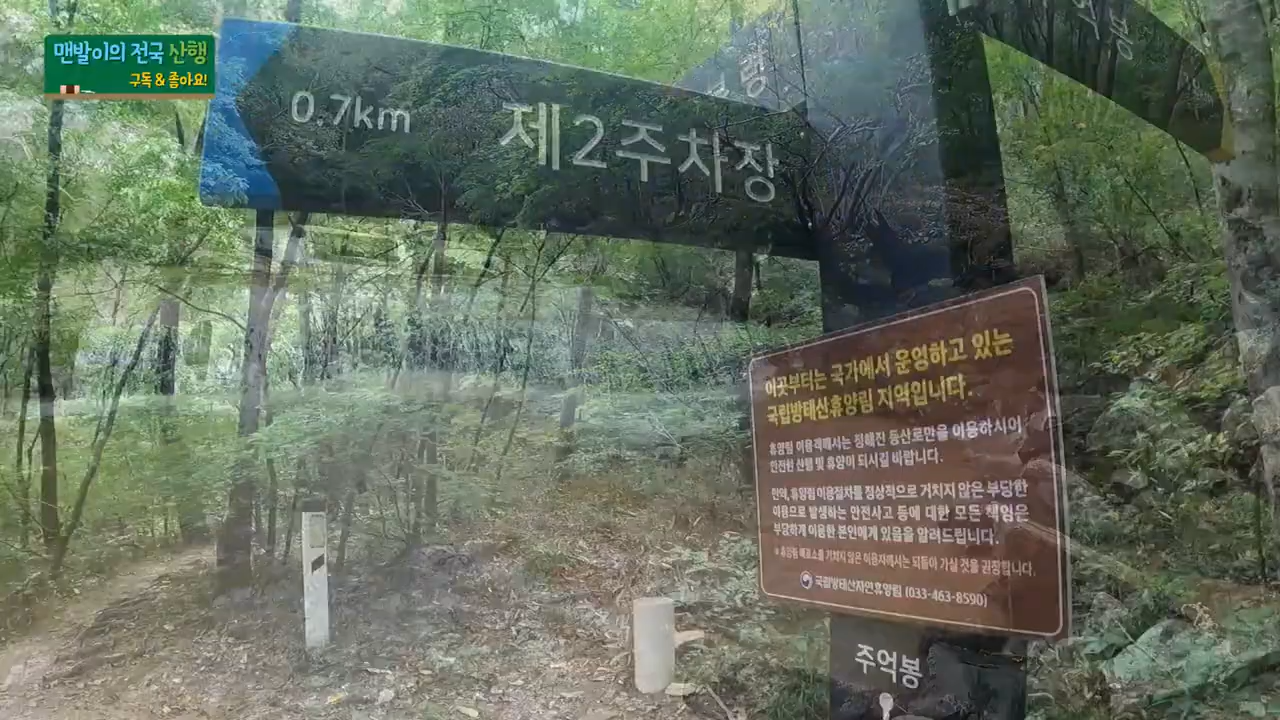 맨발이의 전국 산행
구독 & 좋아요!
0.7km 제2주차장
억봉
이곳부터는 국가에서 운영하고 있는
국립방태산휴양림 지역입니다.
휴양림 이용객께서는 정해진 등산로만을 이용하시어
안전한 산행 및 휴양이 되시길 바랍니다.
만약, 휴양림 이용절차를 정상적으로 거치지 않은 부당한
이용으로 발생하는 안전사고 등에 대한 모든 책임은
부당하게 이용한 본인에게 있음을 알려드립니다.
※ 휴양림 매표소를 거치지 않은 이용자께서는 되돌아 가실 것을 권장합니다.
국립방태산자연휴양림 (033-463-8590)
주억봉